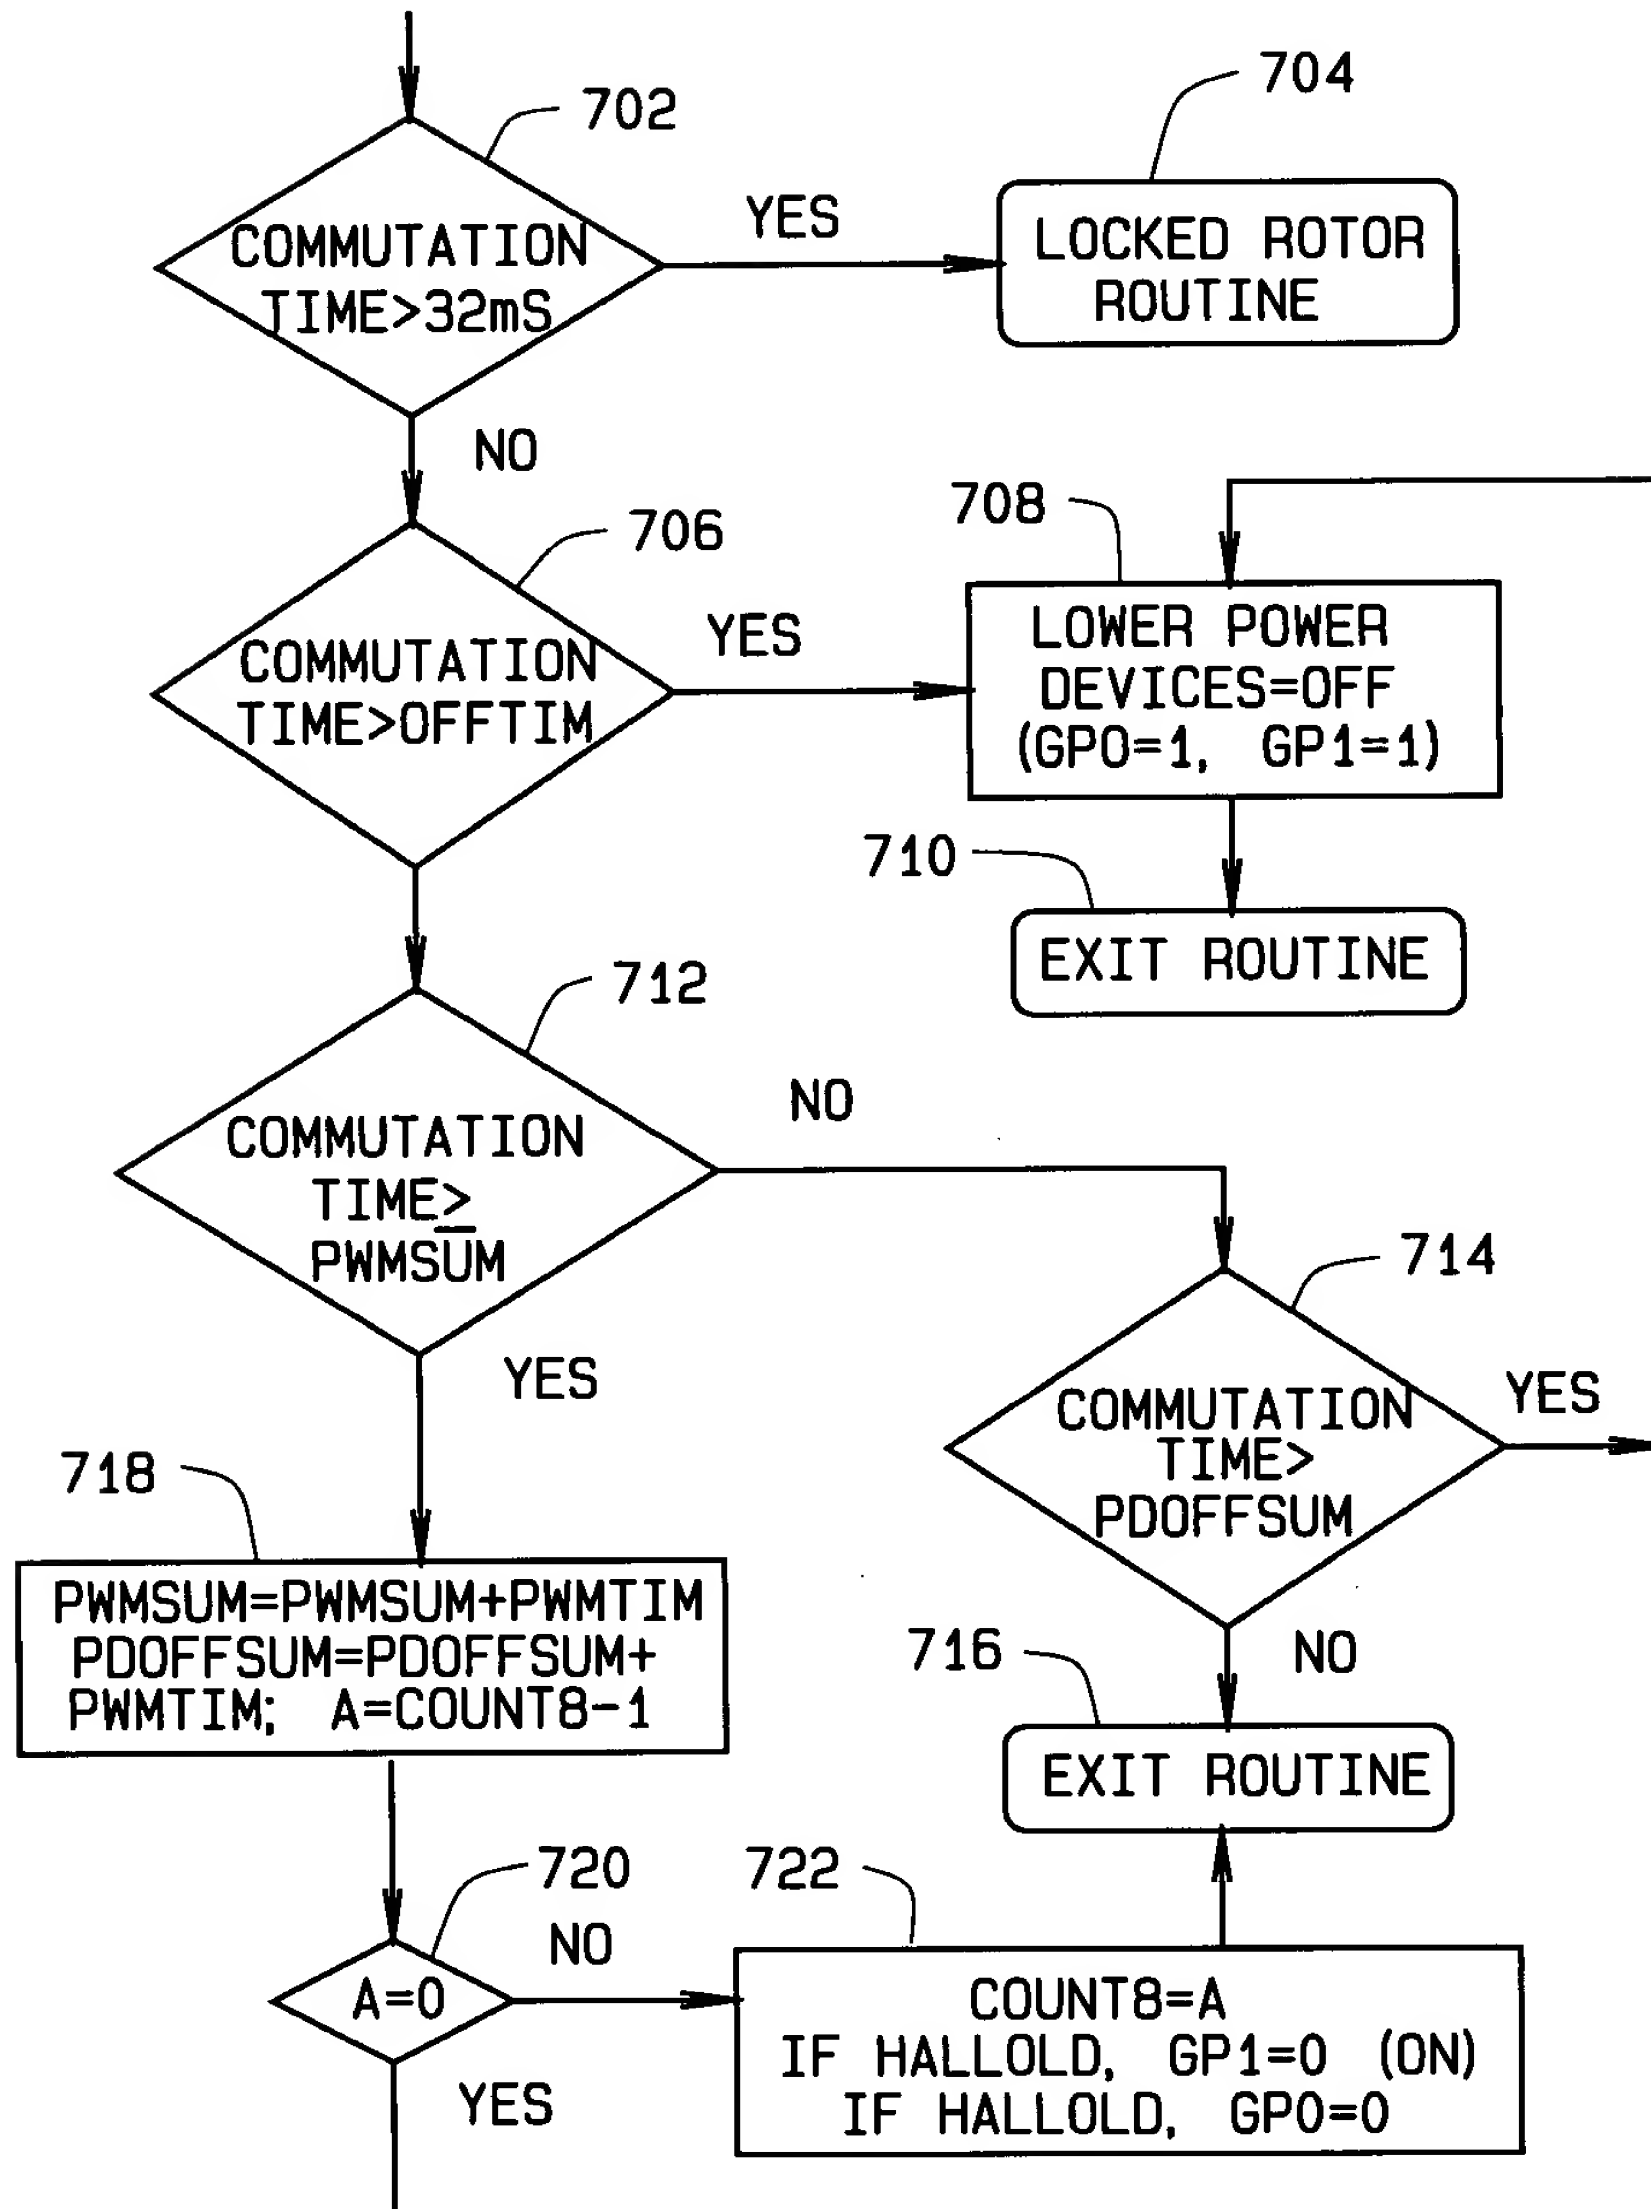 702
COMMUTATION
TIME>32mS
YES
704
LOCKED ROTOR
ROUTINE
NO
706
COMMUTATION
TIME>OFFTIM
YES
708
LOWER POWER
DEVICES=OFF
(GP0=1, GP1=1)
710
EXIT ROUTINE
712
COMMUTATION
TIME≥
PWMSUM
NO
714
COMMUTATION
TIME>
PDOFFSUM
YES
YES
NO
716
EXIT ROUTINE
718
PWMSUM=PWMSUM+PWMTIM
PDOFFSUM=PDOFFSUM+
PWMTIM; A=COUNT8-1
720
A=0
NO
YES
722
COUNT8=A
IF HALLOLD, GP1=0 (ON)
IF HALLOLD, GP0=0